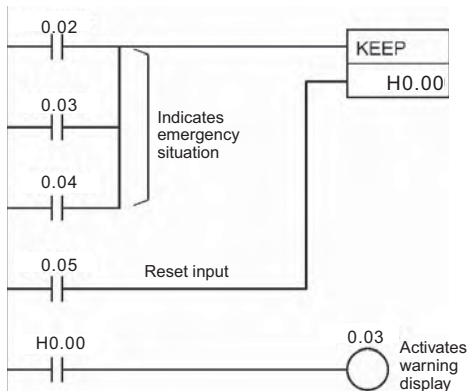 0.02
KEEP
H0.00
0.03
Indicates
emergency
situation
0.04
0.05
Reset input
H0.00
0.03
Activates
warning
display